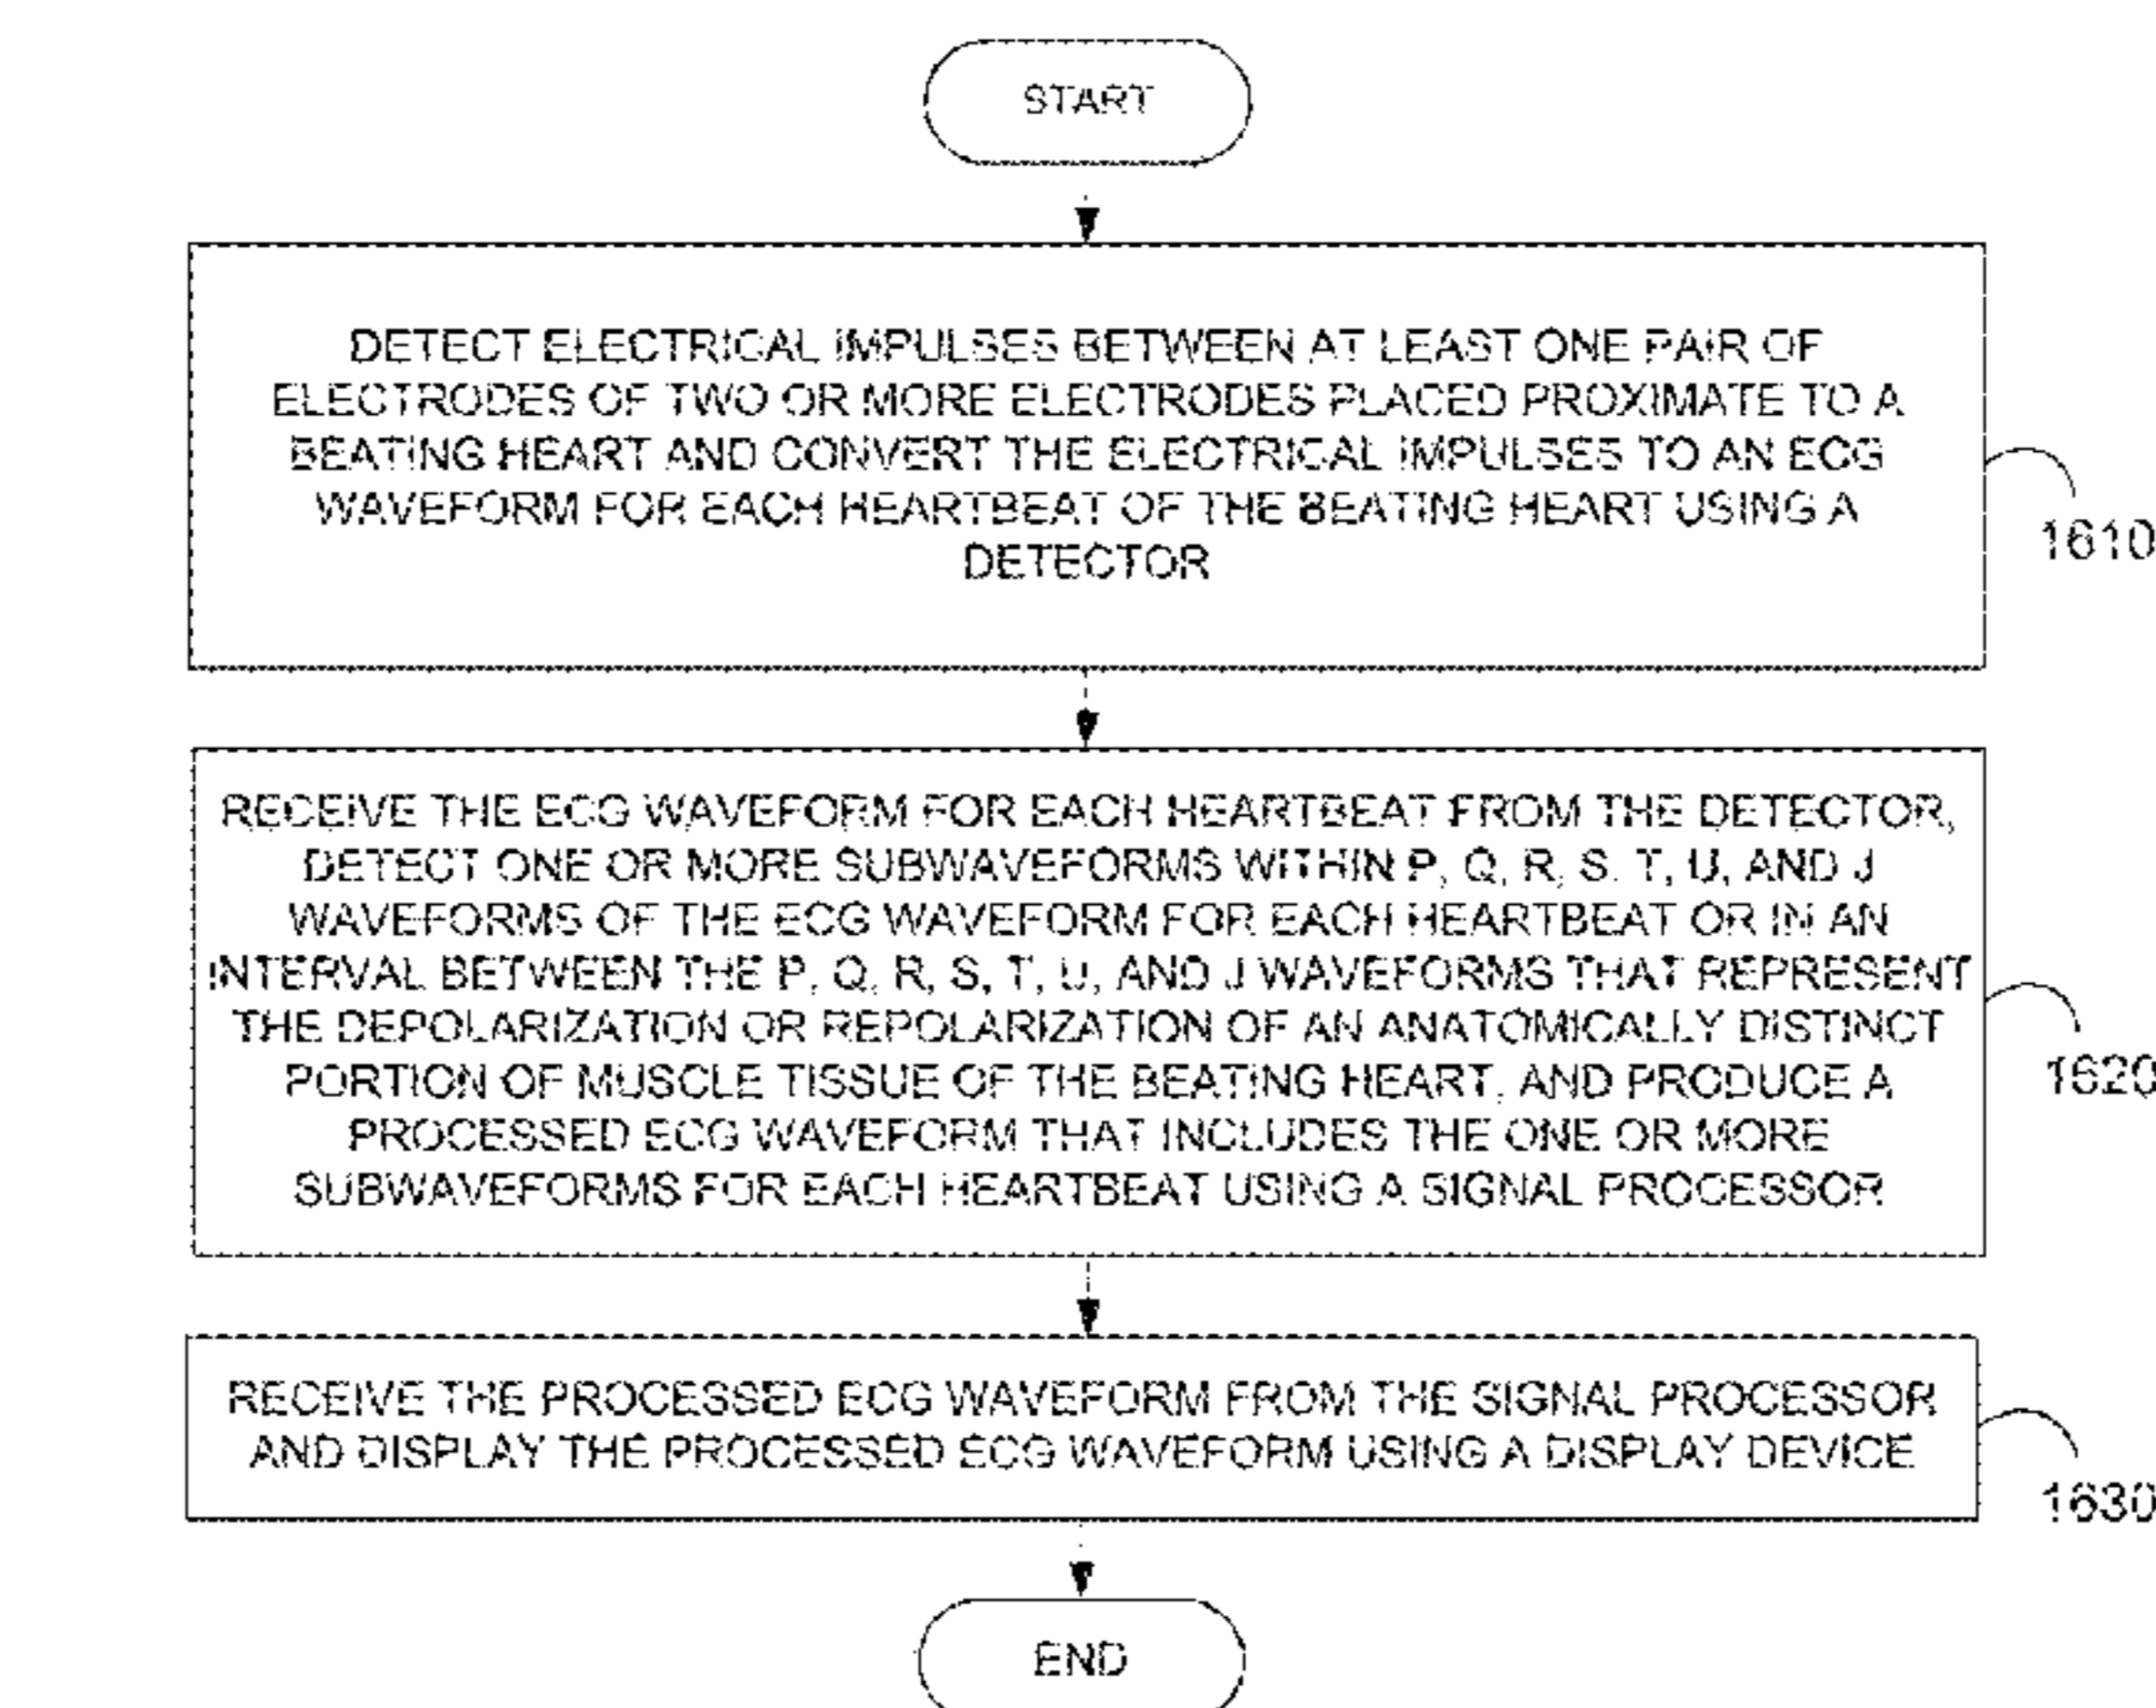 START
DETECT ELECTRICAL IMPULSES BETWEEN AT LEAST ONE PAIR OF
ELECTRODES OF TWO OR MORE ELECTRODES PLACED PROXIMATE TO A
BEATING HEART AND CONVERT THE ELECTRICAL IMPULSES TO AN ECG
WAVEFORM FOR EACH HEARTBEAT OF THE BEATING HEART USING A
DETECTOR
1610
RECEIVE THE ECG WAVEFORM FOR EACH HEARTBEAT FROM THE DETECTOR,
DETECT ONE OR MORE SUBWAVEFORMS WITHIN P, Q, R, S, T, U, AND J
WAVEFORMS OF THE ECG WAVEFORM FOR EACH HEARTBEAT OR IN AN
INTERVAL BETWEEN THE P, Q, R, S, T, U, AND J WAVEFORMS THAT REPRESENT
THE DEPOLARIZATION OR REPOLARIZATION OF AN ANATOMICALLY DISTINCT
PORTION OF MUSCLE TISSUE OF THE BEATING HEART, AND PRODUCE A
PROCESSED ECG WAVEFORM THAT INCLUDES THE ONE OR MORE
SUBWAVEFORMS FOR EACH HEARTBEAT USING A SIGNAL PROCESSOR
1620
RECEIVE THE PROCESSED ECG WAVEFORM FROM THE SIGNAL PROCESSOR
AND DISPLAY THE PROCESSED ECG WAVEFORM USING A DISPLAY DEVICE
1630
END